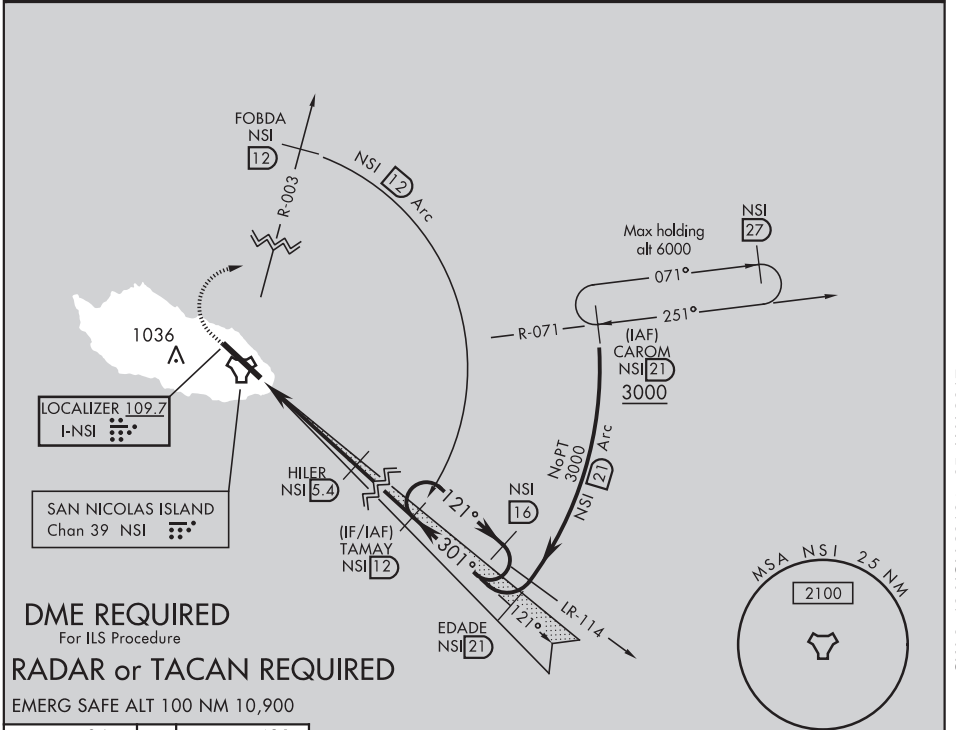 FOBDA
NSI
12
NSI 12 Arc
R-003
NSI
27
Max holding
alt 6000
071°
251°
R-071
(IAF)
CAROM
NSI 21
3000
1036
LOCALIZER 109.7
I-NSI
NoPT
3000
NSI 21 Arc
HILER
NSI 5.4
NSI
16
121°
301°
SAN NICOLAS ISLAND
Chan 39 NSI
(IF/IAF)
TAMAY
NSI 12
MSA NSI 25 NM
2100
LR-114
121°
EDADE
NSI 21
DME REQUIRED
For ILS Procedure
RADAR or TACAN REQUIRED
EMERG SAFE ALT 100 NM 10,900